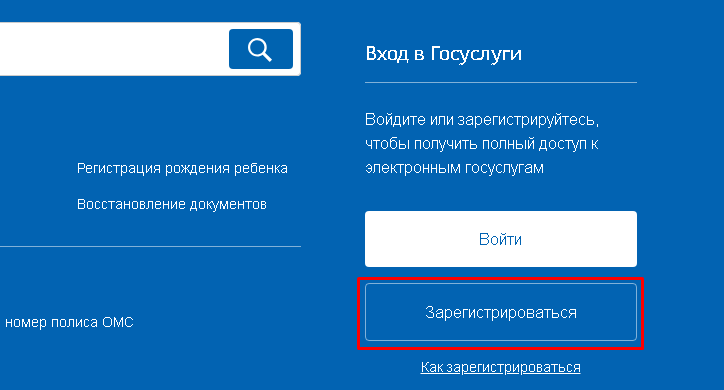 Вход в Госуслуги
Войдите или зарегистрируйтесь,
чтобы получить полный доступ к
электронным госуслугам
Регистрация рождения ребенка
Восстановление документов
Войти
Зарегистрироваться
номер полиса ОМС
Как зарегистрироваться